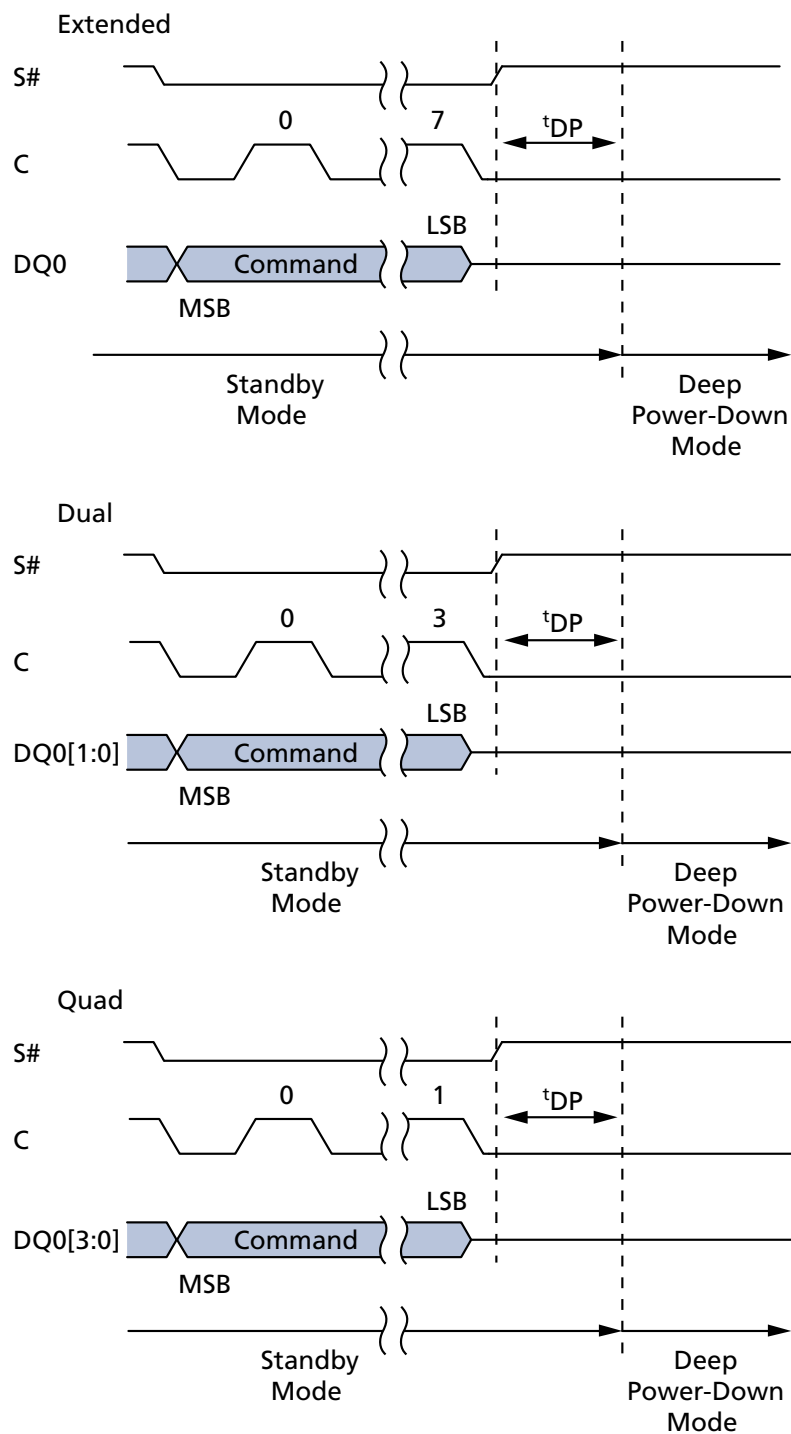 Extended
S#
0 7
tDP
C
LSB
DQ0
Command
MSB
Standby
Mode
Deep
Power-Down
Mode
Dual
S#
0 3
tDP
C
LSB
DQ0[1:0]
Command
MSB
Standby
Mode
Deep
Power-Down
Mode
Quad
S#
0 1
tDP
C
LSB
DQ0[3:0]
Command
MSB
Standby
Mode
Deep
Power-Down
Mode